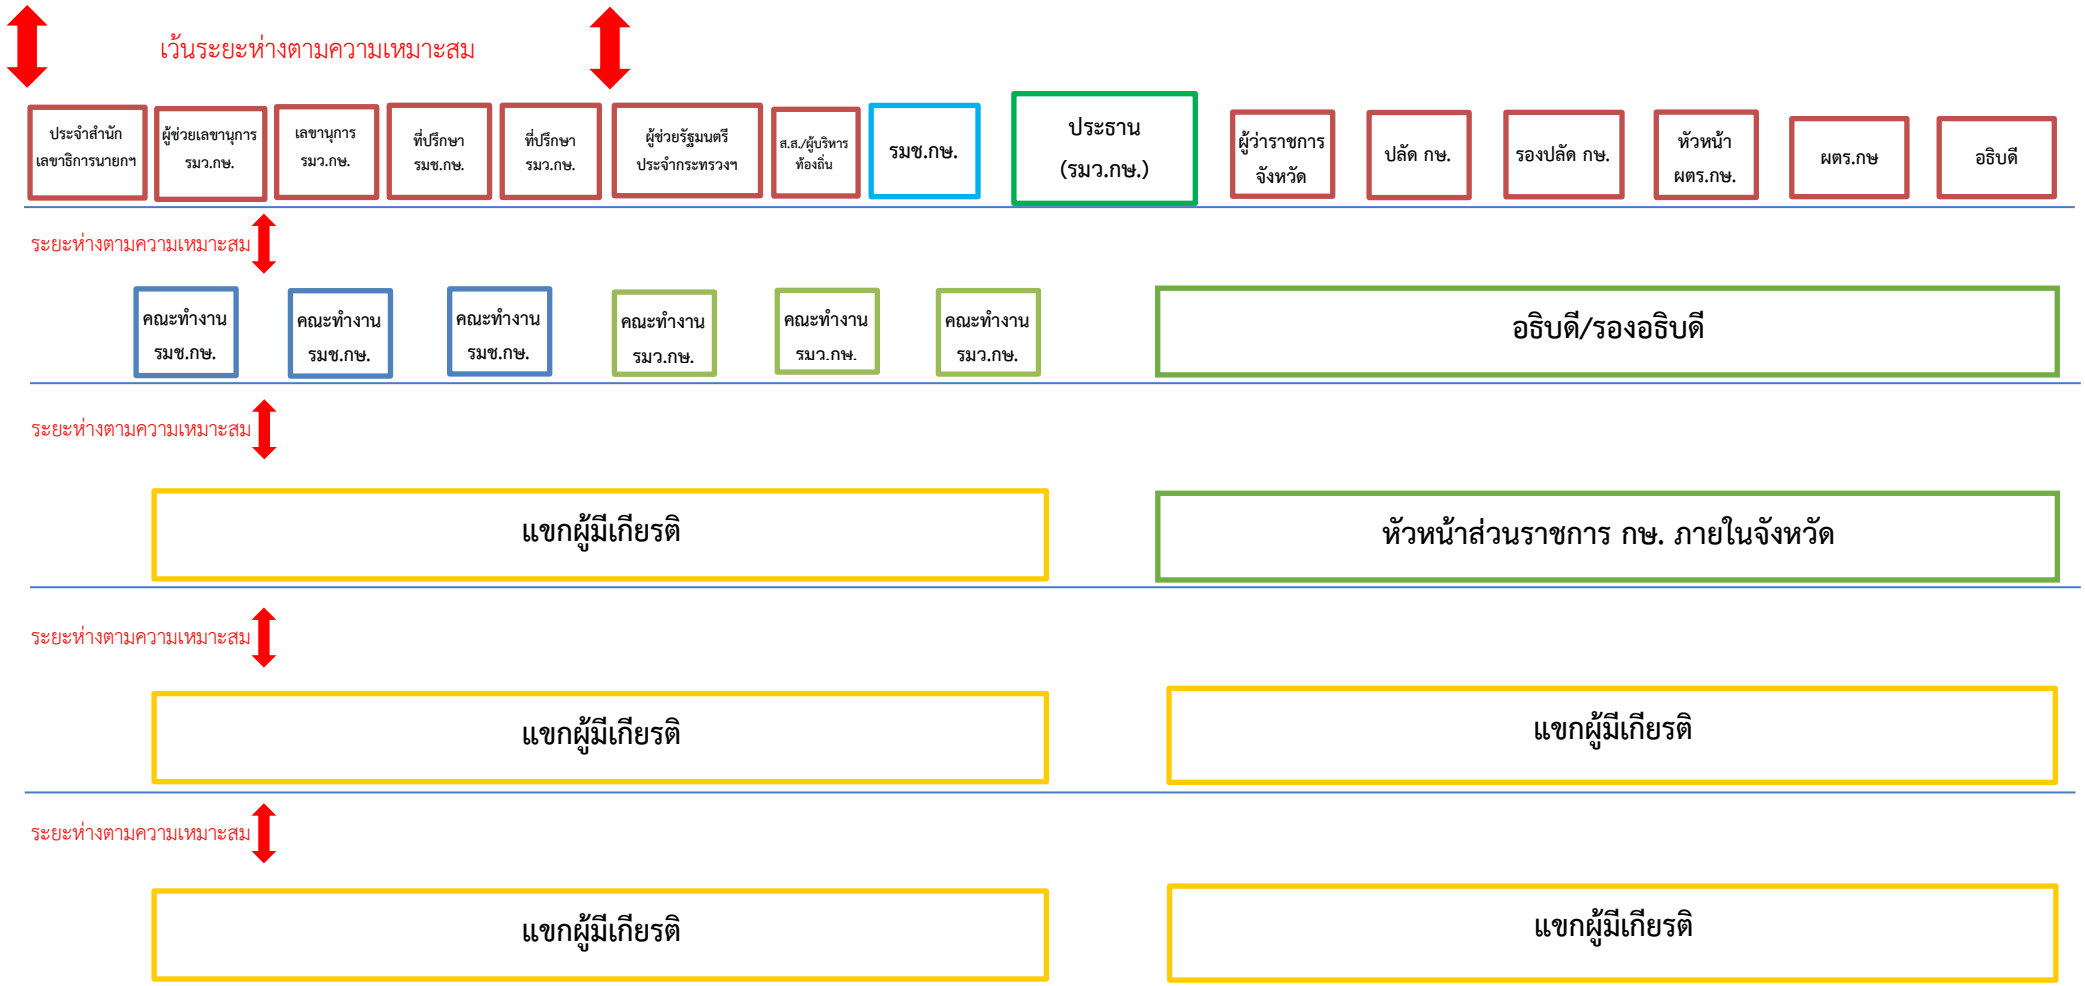 เว้นระยะห่างตามความเหมาะสม
ประจำสำนัก
เลขาธิการนายกฯ
ผู้ช่วยเลขานุการ
รมว.กษ.
เลขานุการ
รมว.กษ.
ที่ปรึกษา
รมช.กษ.
ที่ปรึกษา
รมว.กษ.
ผู้ช่วยรัฐมนตรี
ประจำกระทรวงฯ
ส.ส./ผู้บริหาร
ท้องถิ่น
รมช.กษ.
ประธาน
(รมว.กษ.)
ผู้ว่าราชการ
จังหวัด
ปลัด กษ.
รองปลัด กษ.
หัวหน้า
ผตร.กษ.
ผตร.กษ
อธิบดี
ระยะห่างตามความเหมาะสม
คณะทำงาน
รมช.กษ.
คณะทำงาน
รมช.กษ.
คณะทำงาน
รมช.กษ.
คณะทำงาน
รมว.กษ.
คณะทำงาน
รมว.กษ.
คณะทำงาน
รมว.กษ.
อธิบดี/รองอธิบดี
ระยะห่างตามความเหมาะสม
แขกผู้มีเกียรติ
หัวหน้าส่วนราชการ กษ. ภายในจังหวัด
ระยะห่างตามความเหมาะสม
แขกผู้มีเกียรติ
แขกผู้มีเกียรติ
ระยะห่างตามความเหมาะสม
แขกผู้มีเกียรติ
แขกผู้มีเกียรติ